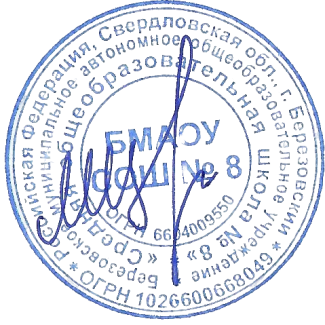 * Российская Федерация, Свердловская обл., г. Березовский *
ОГРН 1026600668049
Березовское муниципальное автономное общеобразовательное учреждение
«Средняя общеобразовательная школа № 8»
БМАОУ
СОШ № 8
6604009550